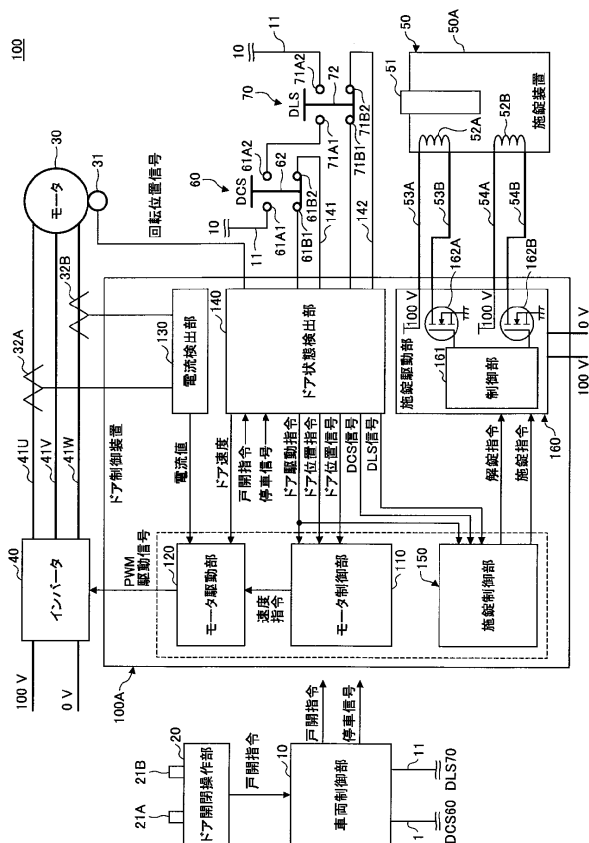 100
40
インバータ
100 V
0 V
41U
41V
41W
32A
32B
30
モータ
31
回転位置信号
100A
ドア制御装置
PWM
駆動信号
120
モータ駆動部
速度
指令
モータ制御部
110
150
施錠制御部
電流値
130
電流検出部
ドア速度
戸開指令
停車信号
ドア駆動指令
ドア位置指令
ドア位置信号
DCS信号
DLS信号
140
ドア状態検出部
解錠指令
施錠指令
160
施錠駆動部
161
制御部
100 V
162A
100 V
162B
100 V
0 V
10
11
60
DCS
61A1
61A2
62
61B1
61B2
141
142
10
11
70
DLS
71A1
71A2
72
71B1
71B2
50
50A
51
52A
52B
53A
53B
54A
54B
施錠装置
21A
21B
20
ドア開閉操作部
戸開指令
10
車両制御部
戸開指令
停車信号
11
DCS60
11
DLS70